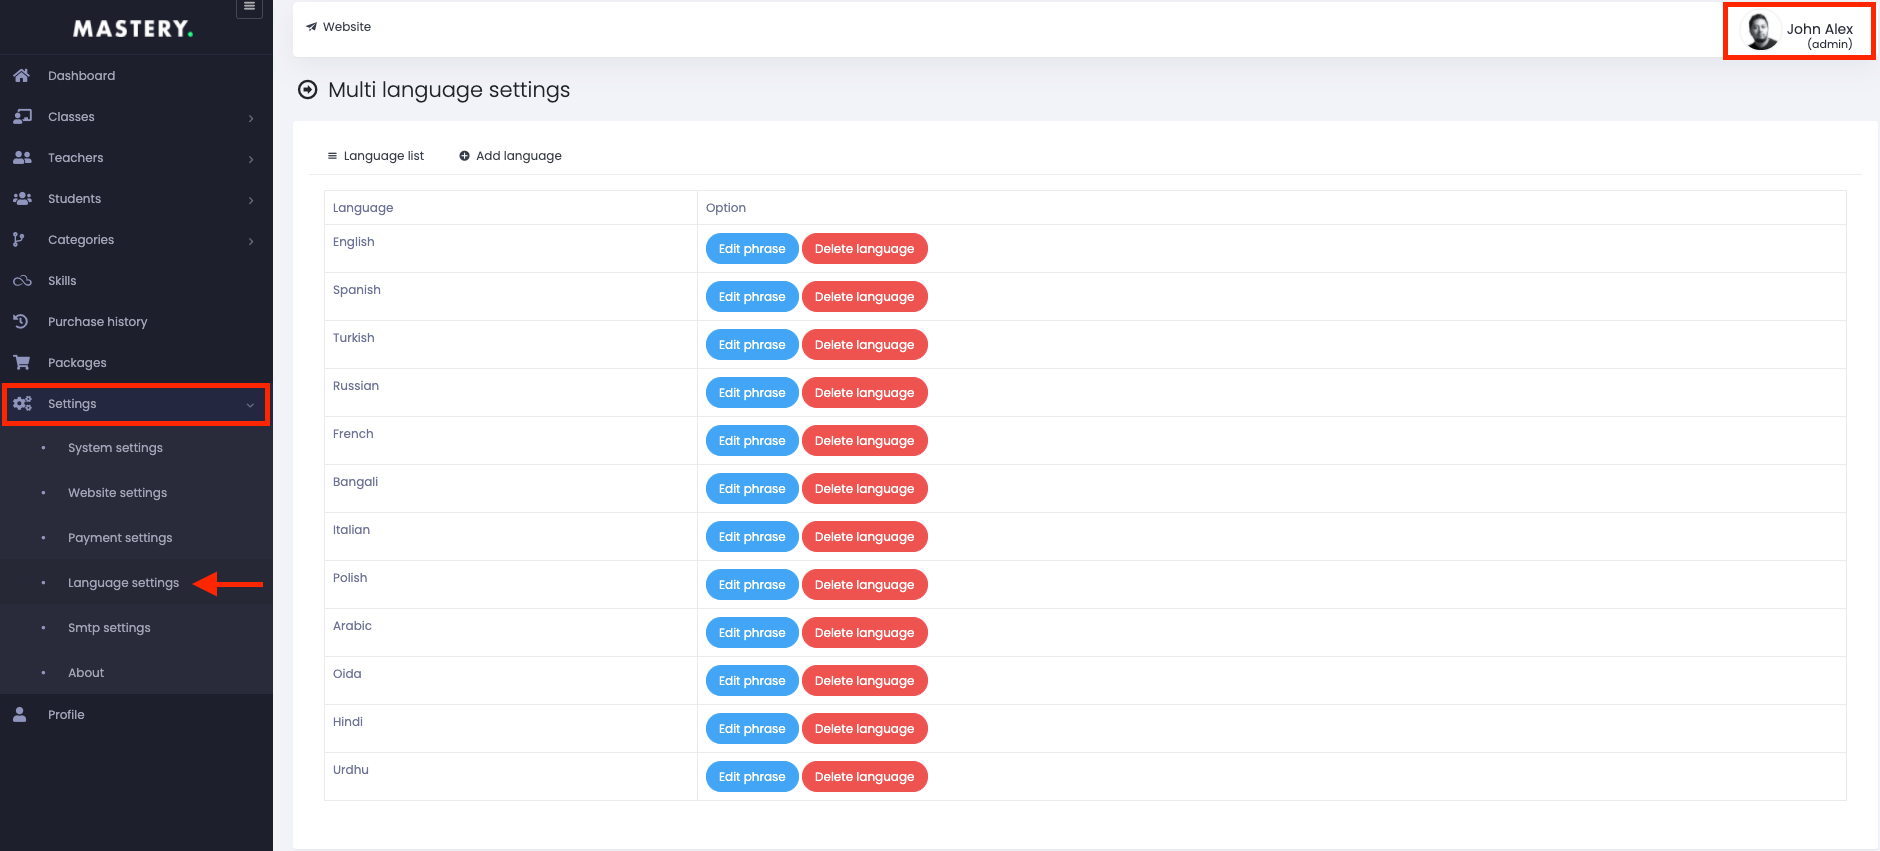 MASTERY.
Dashboard
Classes
Teachers
Students
Categories
Skills
Purchase history
Packages
Settings
System settings
Website settings
Payment settings
Language settings
Smtp settings
About
Profile
Website
John Alex
(admin)
Multi language settings
Language list Add language
Language Option
English Edit phrase Delete language
Spanish Edit phrase Delete language
Turkish Edit phrase Delete language
Russian Edit phrase Delete language
French Edit phrase Delete language
Bangali Edit phrase Delete language
Italian Edit phrase Delete language
Polish Edit phrase Delete language
Arabic Edit phrase Delete language
Oida Edit phrase Delete language
Hindi Edit phrase Delete language
Urdhu Edit phrase Delete language